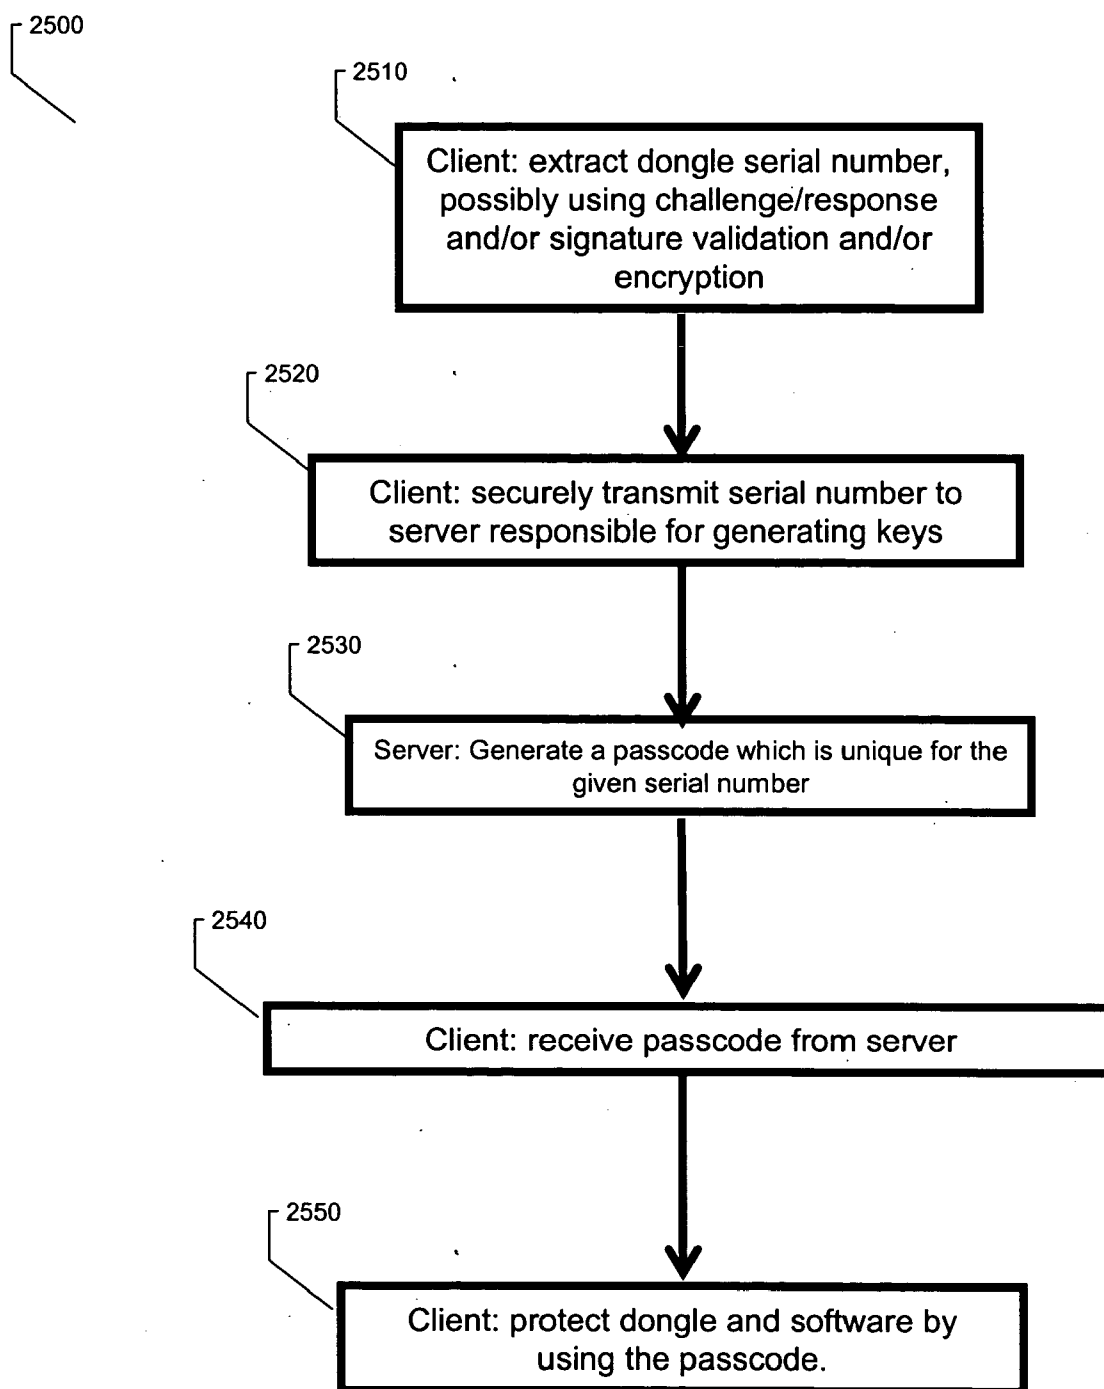 2500
2510
Client: extract dongle serial number,
possibly using challenge/response
and/or signature validation and/or
encryption
2520
Client: securely transmit serial number to
server responsible for generating keys
2530
Server: Generate a passcode which is unique for the
given serial number
2540
Client: receive passcode from server
2550
Client: protect dongle and software by
using the passcode.